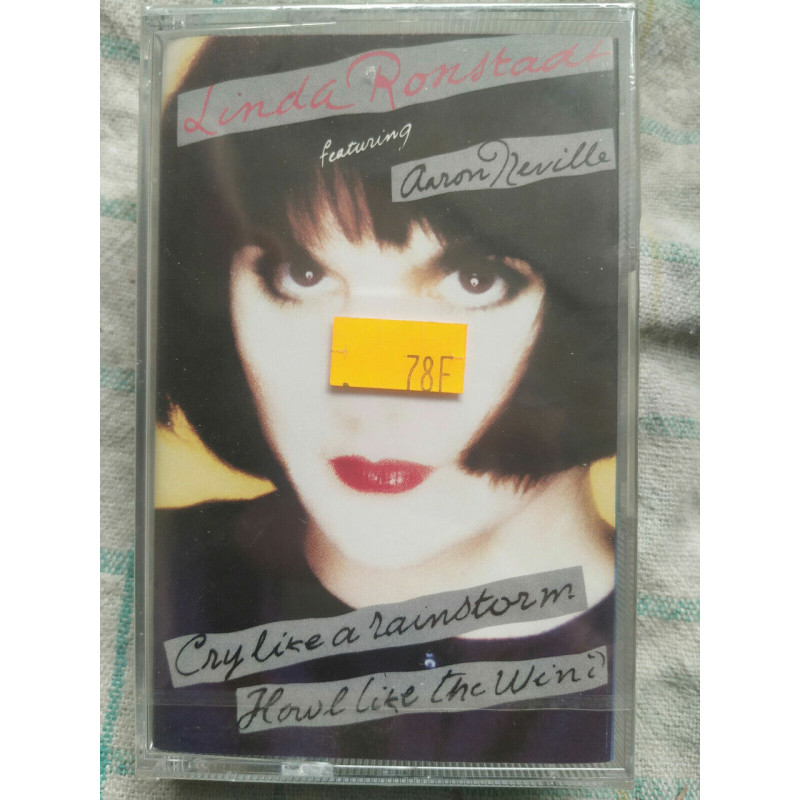 Linda Ronstadt
featuring
Aaron Neville
78F
Cry like a rainstorm
Howl like the Wind